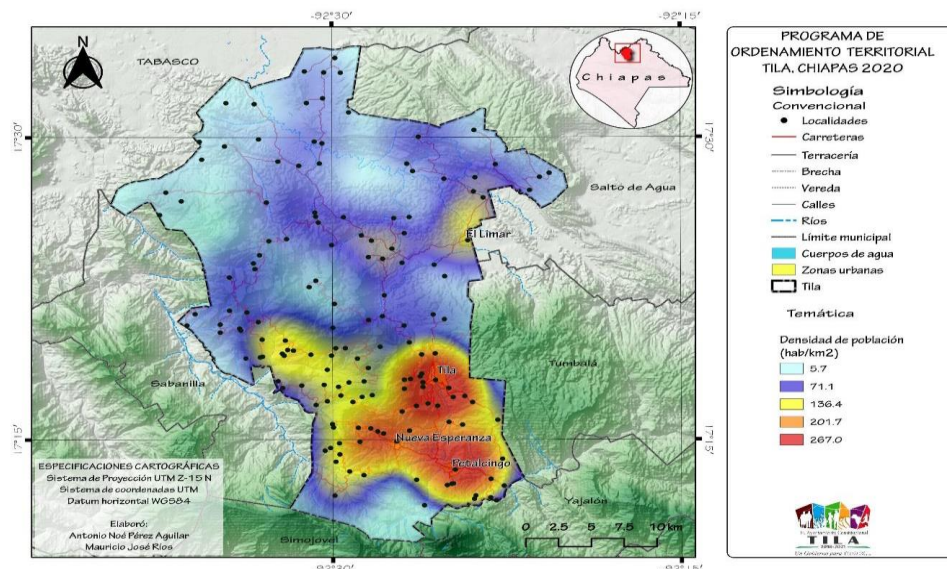 -92°30'
-92°15'
N
TABASCO
Chiapas
17°30'
17°30'
Salto de Agua
El Limar
Tumbalá
Sabanilla
Tila
Nueva Esperanza
Petalcingo
17°15'
17°15'
Yajalón
Simojovel
ESPECIFICACIONES CARTOGRÁFICAS
Sistema de Proyección UTM Z-15 N
Sistema de coordenadas UTM
Datum horizontal WGS84
Elaboró:
Antonio Noé Pérez Aguilar
Mauricio José Ríos
0 2.5 5 7.5 10 km
-92°30'
-92°15'
PROGRAMA DE
ORDENAMIENTO TERRITORIAL
TILA, CHIAPAS 2020
Simbología
Convencional
Localidades
Carreteras
Terracería
Brecha
Vereda
Calles
Ríos
Límite municipal
Cuerpos de agua
Zonas urbanas
Tila
Temática
Densidad de población
(hab/km2)
5.7
71.1
136.4
201.7
267.0
TILA